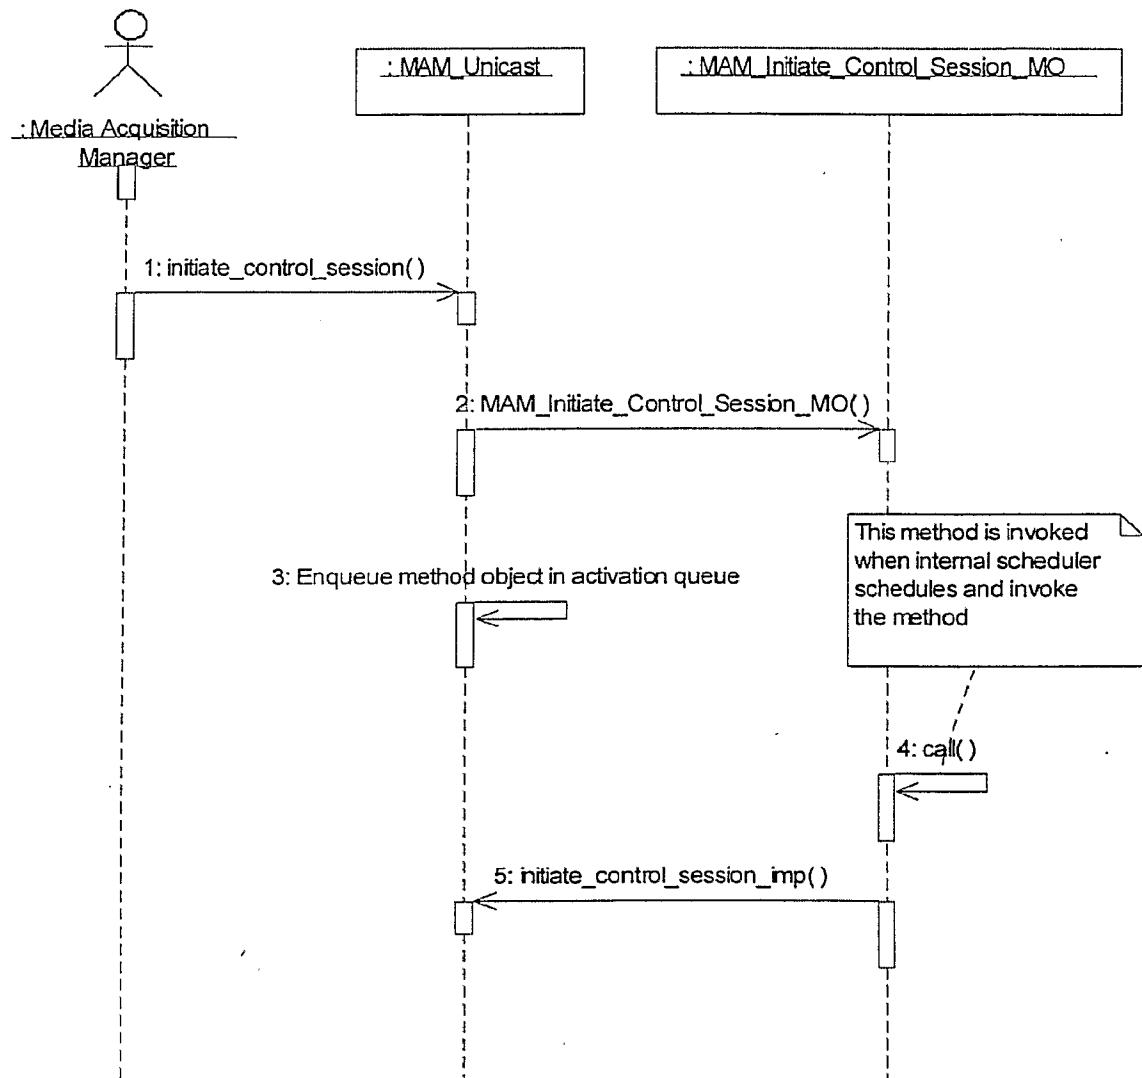 : MAM_Unicast
: MAM_Initiate_Control_Session_MO
: Media Acquisition
Manager
1: initiate_control_session( )
2: MAM_Initiate_Control_Session_MO( )
This method is invoked
when internal scheduler
schedules and invoke
the method
3: Enqueue method object in activation queue
4: call( )
5: initiate_control_session_imp( )